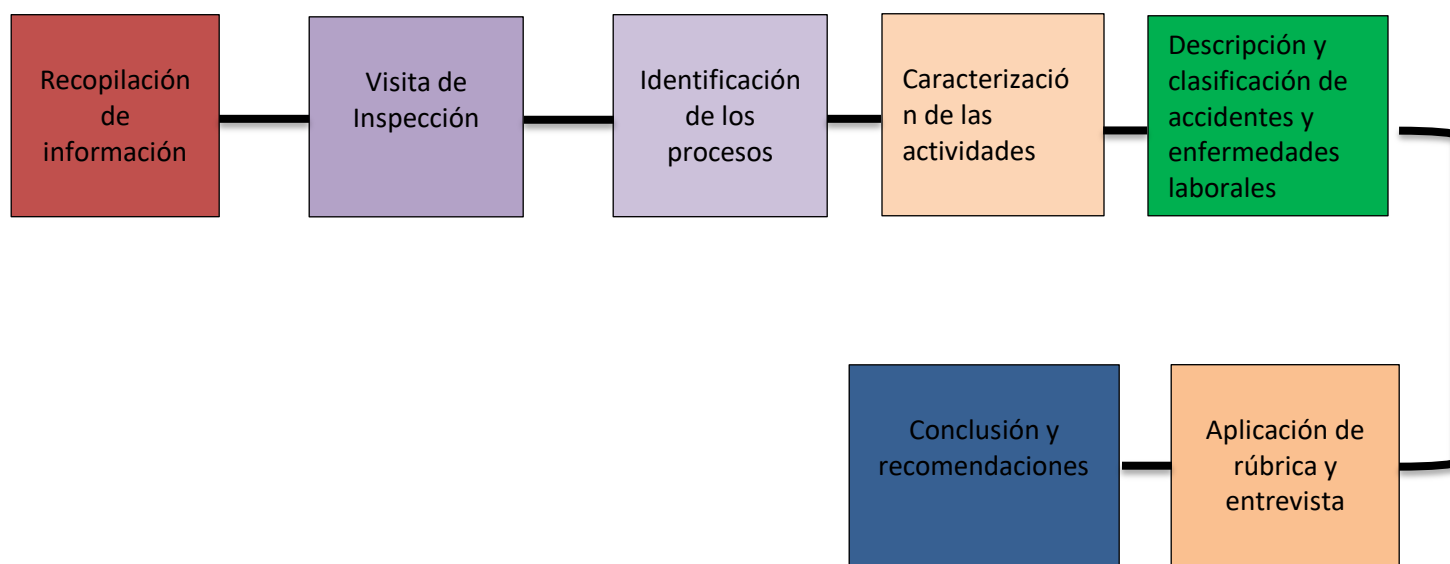 Recopilación
de
información
Visita de
Inspección
Identificación
de los
procesos
Caracterizació
n de las
actividades
Descripción y
clasificación de
accidentes y
enfermedades
laborales
Conclusión y
recomendaciones
Aplicación de
rúbrica y
entrevista